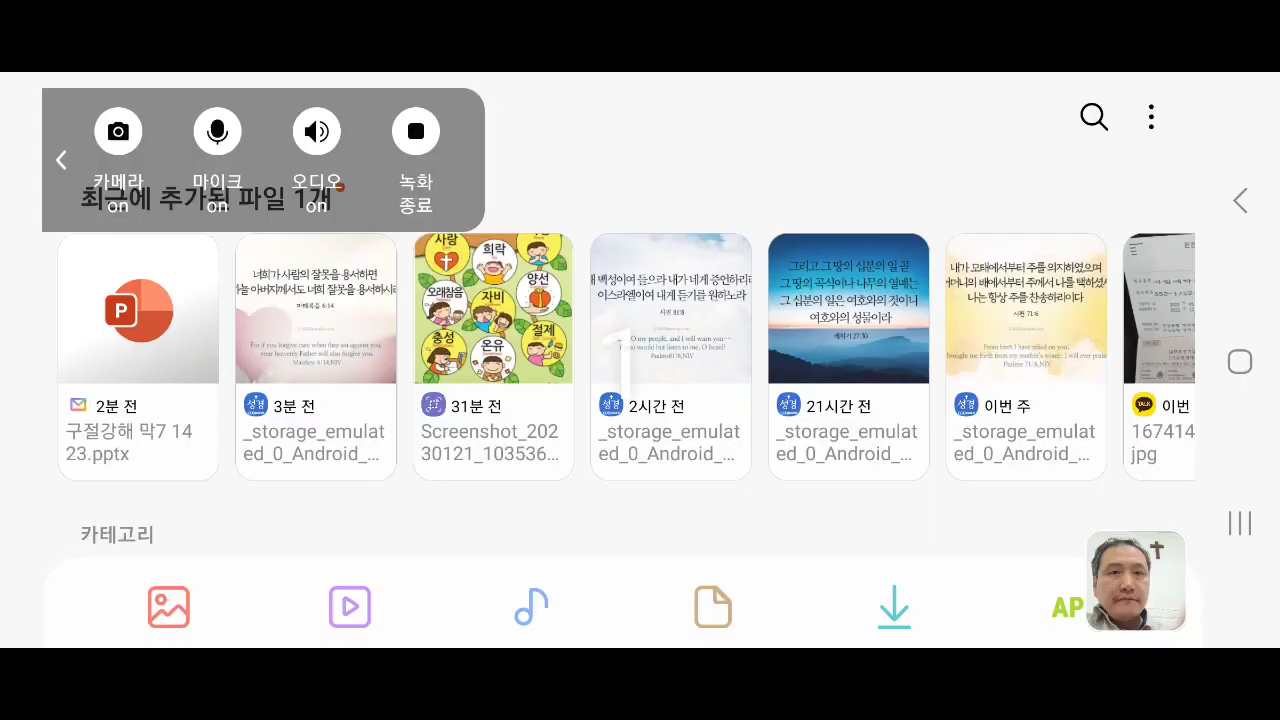 카메라
on
마이크
on
오디오
on
녹화
종료
최근에 추가된 파일 1개
P
2분 전
구절강해 막7 14
23.pptx
너희가 사람의 잘못을 용서하면
하늘 아버지께서도 너희 잘못을 용서하시려
마태복음 6:14
For if you forgive men when they sin against you,
your heavenly Father will also forgive you.
Matthew 6:14,NIV
성경
3분 전
_storage_emulat
ed_0_Android_...
사랑
희락
오래참음
양선
자비
충성
온유
절제
31분 전
Screenshot_202
30121_103536...
내 백성이여 들으라 내가 네게 증언하리라
이스라엘이여 내게 듣기를 원하노라
시편 81:8
O my people, and I will warn you--
you would but listen to me, O Israel!
Psalms81:8,NIV
1
성경
2시간 전
_storage_emulat
ed_0_Android_...
그리고 그 땅의 십분의 일 곧
그 땅의 곡식이나 나무의 열매는
그 십분의 일은 여호와의 것이니
여호와의 성물이라
레위기 27:30
성경
21시간 전
_storage_emulat
ed_0_Android_...
내가 모태에서부터 주를 의지하였으며
어머니의 배에서부터 주께서 나를 택하셨사
나는 항상 주를 찬송하리이다
시편 71:6
From birth I have relied on you;
brought me forth from my mother's womb. I will ever prais
Psalms 71:6,NIV
성경
이번 주
_storage_emulat
ed_0_Android_...
TALK
이번
167414
jpg
카테고리
AP